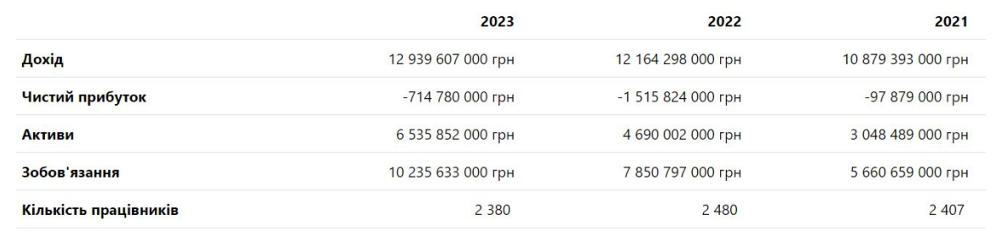 2023 2022 2021
Дохід 12 939 607 000 грн 12 164 298 000 грн 10 879 393 000 грн
Чистий прибуток -714 780 000 грн -1 515 824 000 грн -97 879 000 грн
Активи 6 535 852 000 грн 4 690 002 000 грн 3 048 489 000 грн
Зобов'язання 10 235 633 000 грн 7 850 797 000 грн 5 660 659 000 грн
Кількість працівників 2 380 2 480 2 407